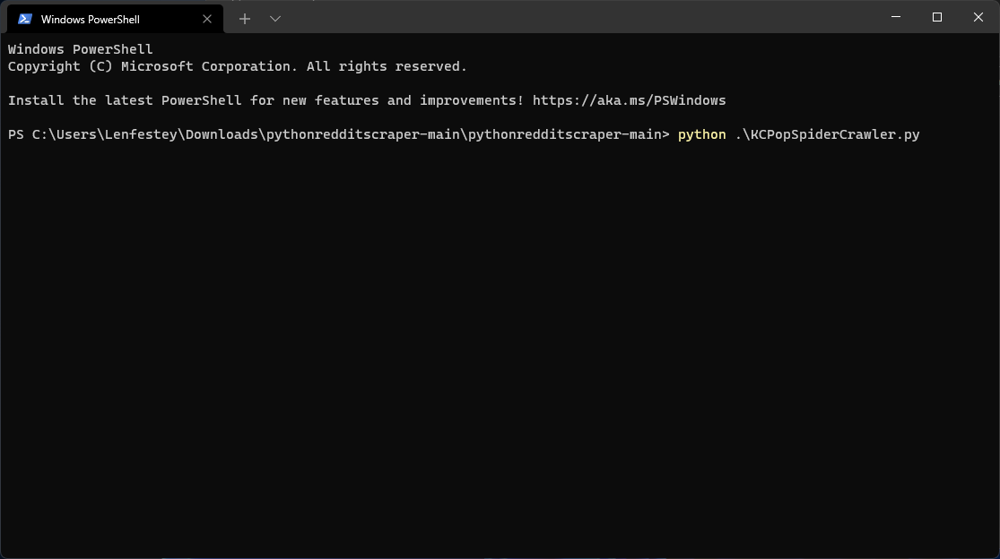 Windows PowerShell
Windows PowerShell
Copyright (C) Microsoft Corporation. All rights reserved.
Install the latest PowerShell for new features and improvements! https://aka.ms/PSWindows
PS C:\Users\Lenfestey\Downloads\pythonredditscraper-main\pythonredditscraper-main> python .\KCPopSpiderCrawler.py